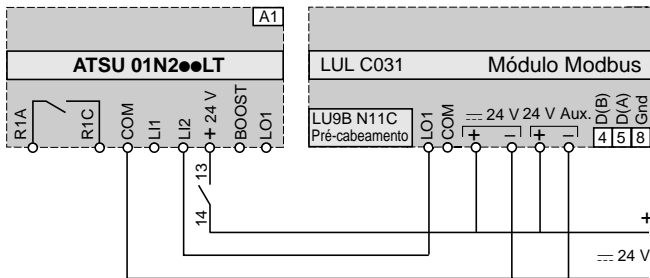 A1
ATSU 01N2●●LT
R1A
R1C
COM
LI1
LI2
+ 24 V
BOOST
LO1
LUL C031 Módulo Modbus
LU9B N11C
Pré-cabeamento
LO1
COM
⎓ 24 V 24 V Aux.
+ − + −
D(B)
D(A)
Gnd
4 5 8
13
14
+
⎓ 24 V